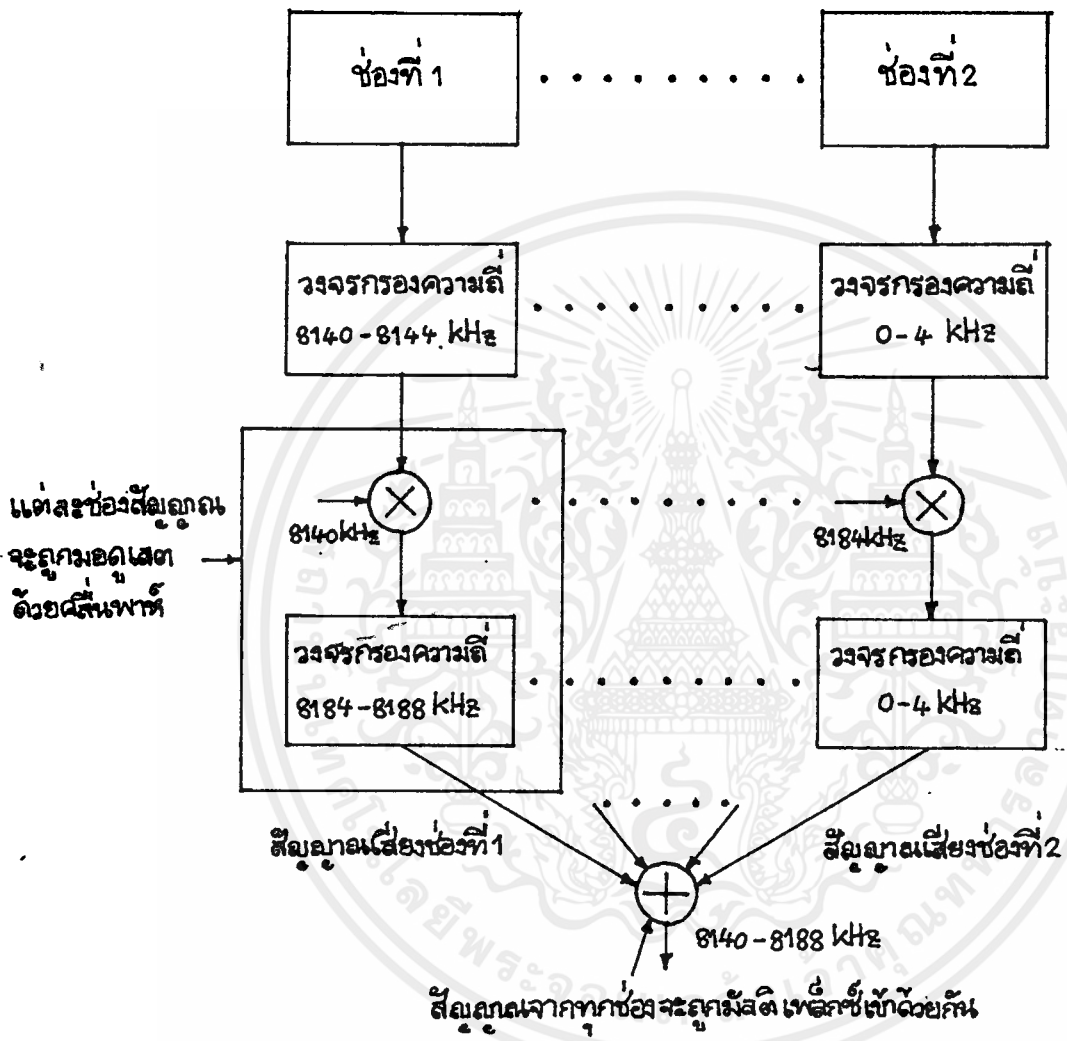 ช่องที่ 1
ช่องที่ 2
วงจรกรองความถี่
8140-8144 kHz
วงจรกรองความถี่
0-4 kHz
แต่ละช่องสัญญาณ
จะถูกมอดูเลต
ด้วยคลื่นพาห์
8140kHz
8184kHz
วงจรกรองความถี่
8184-8188 kHz
วงจรกรองความถี่
0-4 kHz
สัญญาณเสียงช่องที่ 1
สัญญาณเสียงช่องที่ 2
8140-8188 kHz
สัญญาณจากทุกช่องจะถูกมัลติเพล็กซ์เข้าด้วยกัน